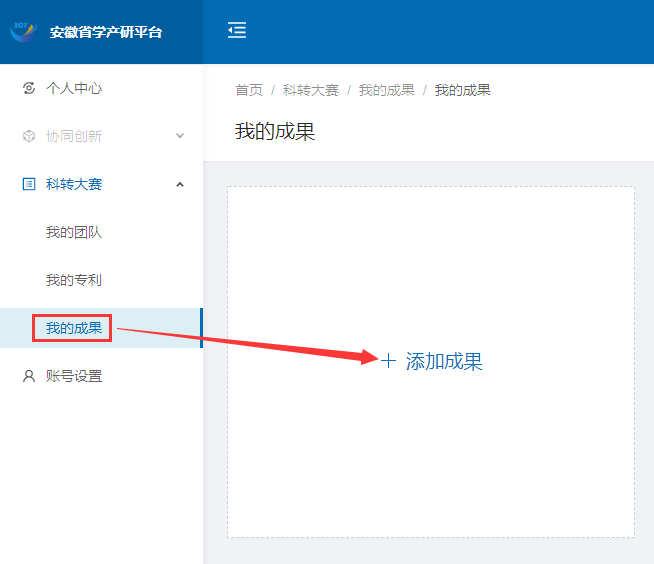 安徽省学产研平台
个人中心
协同创新
科转大赛
我的团队
我的专利
我的成果
账号设置
首页 / 科转大赛 / 我的成果 / 我的成果
我的成果
+ 添加成果